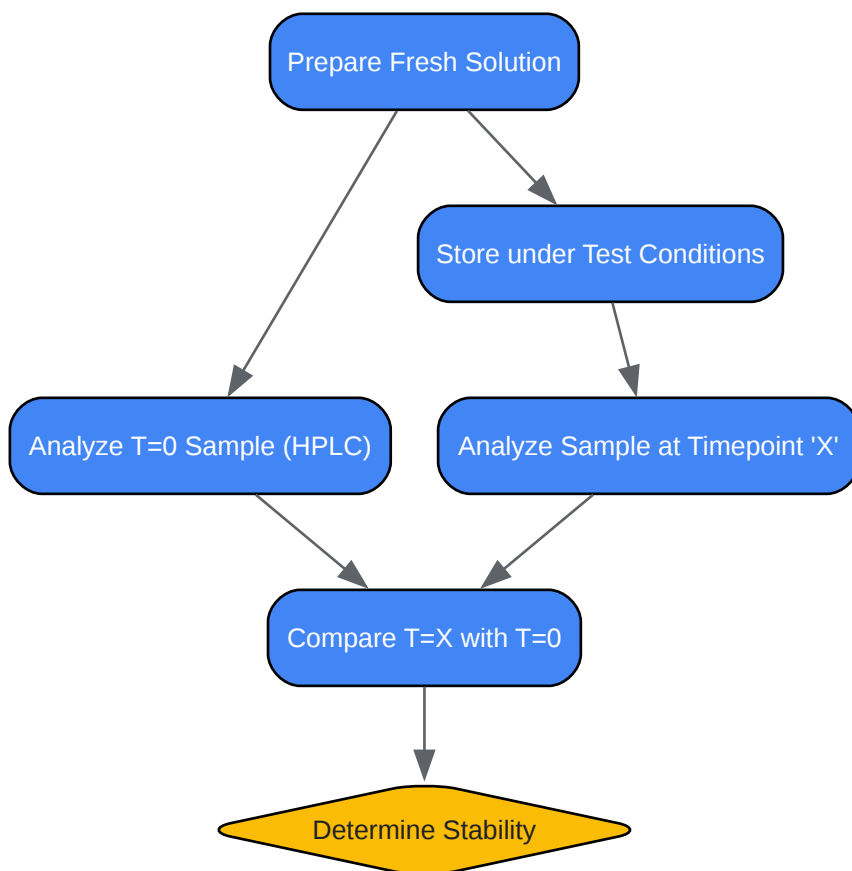 Prepare Fresh Solution
Store under Test Conditions
Analyze T=0 Sample (HPLC)
Analyze Sample at Timepoint 'X'
Compare T=X with T=0
Determine Stability